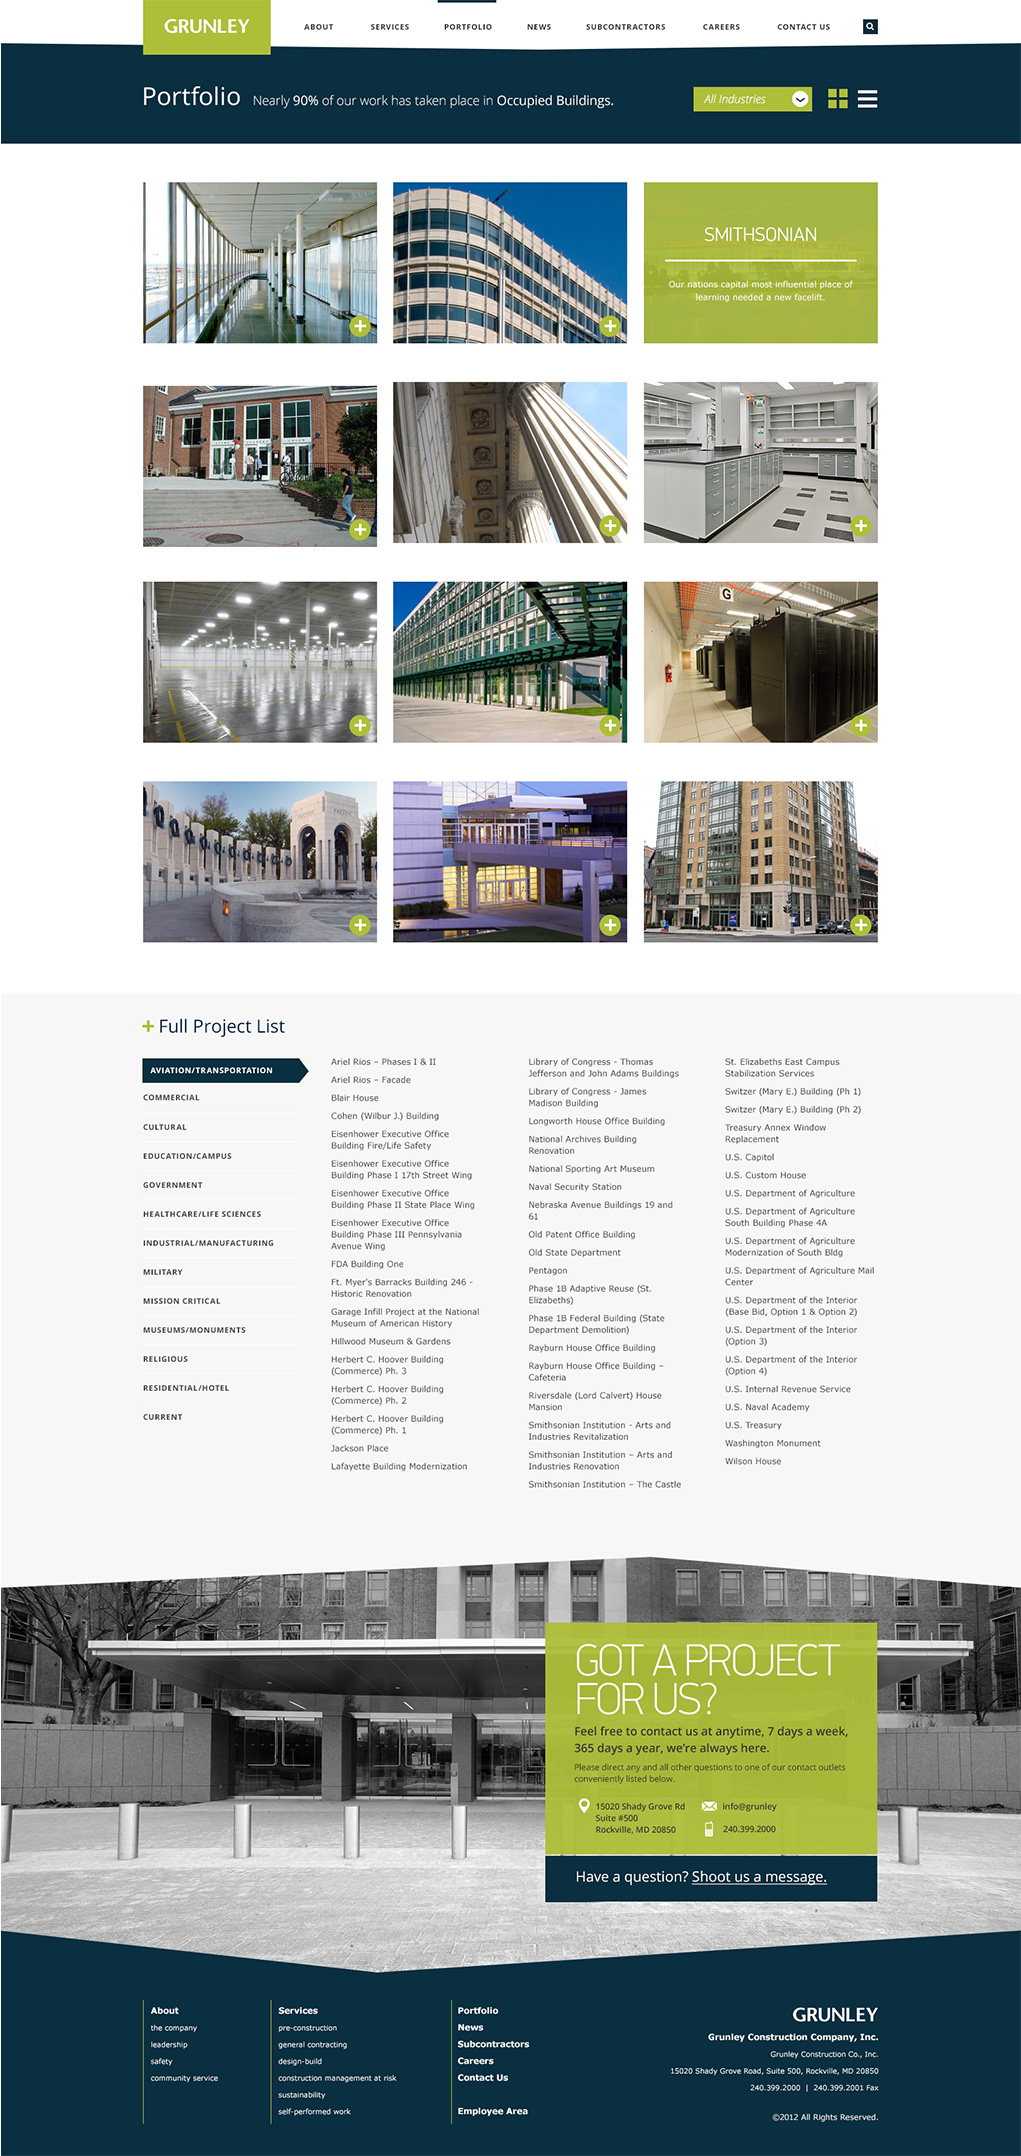 GRUNLEY
ABOUT SERVICES PORTFOLIO NEWS SUBCONTRACTORS CAREERS CONTACT US
Portfolio Nearly 90% of our work has taken place in Occupied Buildings.
All Industries
SMITHSONIAN
Our nations capital most influential place of
learning needed a new facelift.
G
Full Project List
AVIATION/TRANSPORTATION
COMMERCIAL
CULTURAL
EDUCATION/CAMPUS
GOVERNMENT
HEALTHCARE/LIFE SCIENCES
INDUSTRIAL/MANUFACTURING
MILITARY
MISSION CRITICAL
MUSEUMS/MONUMENTS
RELIGIOUS
RESIDENTIAL/HOTEL
CURRENT
Ariel Rios – Phases I & II
Ariel Rios – Facade
Blair House
Cohen (Wilbur J.) Building
Eisenhower Executive Office
Building Fire/Life Safety
Eisenhower Executive Office
Building Phase I 17th Street Wing
Eisenhower Executive Office
Building Phase II State Place Wing
Eisenhower Executive Office
Building Phase III Pennsylvania
Avenue Wing
FDA Building One
Ft. Myer's Barracks Building 246 -
Historic Renovation
Garage Infill Project at the National
Museum of American History
Hillwood Museum & Gardens
Herbert C. Hoover Building
(Commerce) Ph. 3
Herbert C. Hoover Building
(Commerce) Ph. 2
Herbert C. Hoover Building
(Commerce) Ph. 1
Jackson Place
Lafayette Building Modernization
Library of Congress - Thomas
Jefferson and John Adams Buildings
Library of Congress - James
Madison Building
Longworth House Office Building
National Archives Building
Renovation
National Sporting Art Museum
Naval Security Station
Nebraska Avenue Buildings 19 and
61
Old Patent Office Building
Old State Department
Pentagon
Phase 1B Adaptive Reuse (St.
Elizabeths)
Phase 1B Federal Building (State
Department Demolition)
Rayburn House Office Building
Rayburn House Office Building –
Cafeteria
Riversdale (Lord Calvert) House
Mansion
Smithsonian Institution - Arts and
Industries Revitalization
Smithsonian Institution – Arts and
Industries Renovation
Smithsonian Institution – The Castle
St. Elizabeths East Campus
Stabilization Services
Switzer (Mary E.) Building (Ph 1)
Switzer (Mary E.) Building (Ph 2)
Treasury Annex Window
Replacement
U.S. Capitol
U.S. Custom House
U.S. Department of Agriculture
U.S. Department of Agriculture
South Building Phase 4A
U.S. Department of Agriculture
Modernization of South Bldg
U.S. Department of Agriculture Mail
Center
U.S. Department of the Interior
(Base Bid, Option 1 & Option 2)
U.S. Department of the Interior
(Option 3)
U.S. Department of the Interior
(Option 4)
U.S. Internal Revenue Service
U.S. Naval Academy
U.S. Treasury
Washington Monument
Wilson House
GOT A PROJECT
FOR US?
Feel free to contact us at anytime, 7 days a week,
365 days a year, we're always here.
Please direct any and all other questions to one of our contact outlets
conveniently listed below.
15020 Shady Grove Rd
Suite #500
Rockville, MD 20850
info@grunley
240.399.2000
Have a question? Shoot us a message.
About
the company
leadership
safety
community service
Services
pre-construction
general contracting
design-build
construction management at risk
sustainability
self-performed work
Portfolio
News
Subcontractors
Careers
Contact Us
Employee Area
GRUNLEY
Grunley Construction Company, Inc.
Grunley Construction Co., Inc.
15020 Shady Grove Road, Suite 500, Rockville, MD 20850
240.399.2000 | 240.399.2001 Fax
©2012 All Rights Reserved.